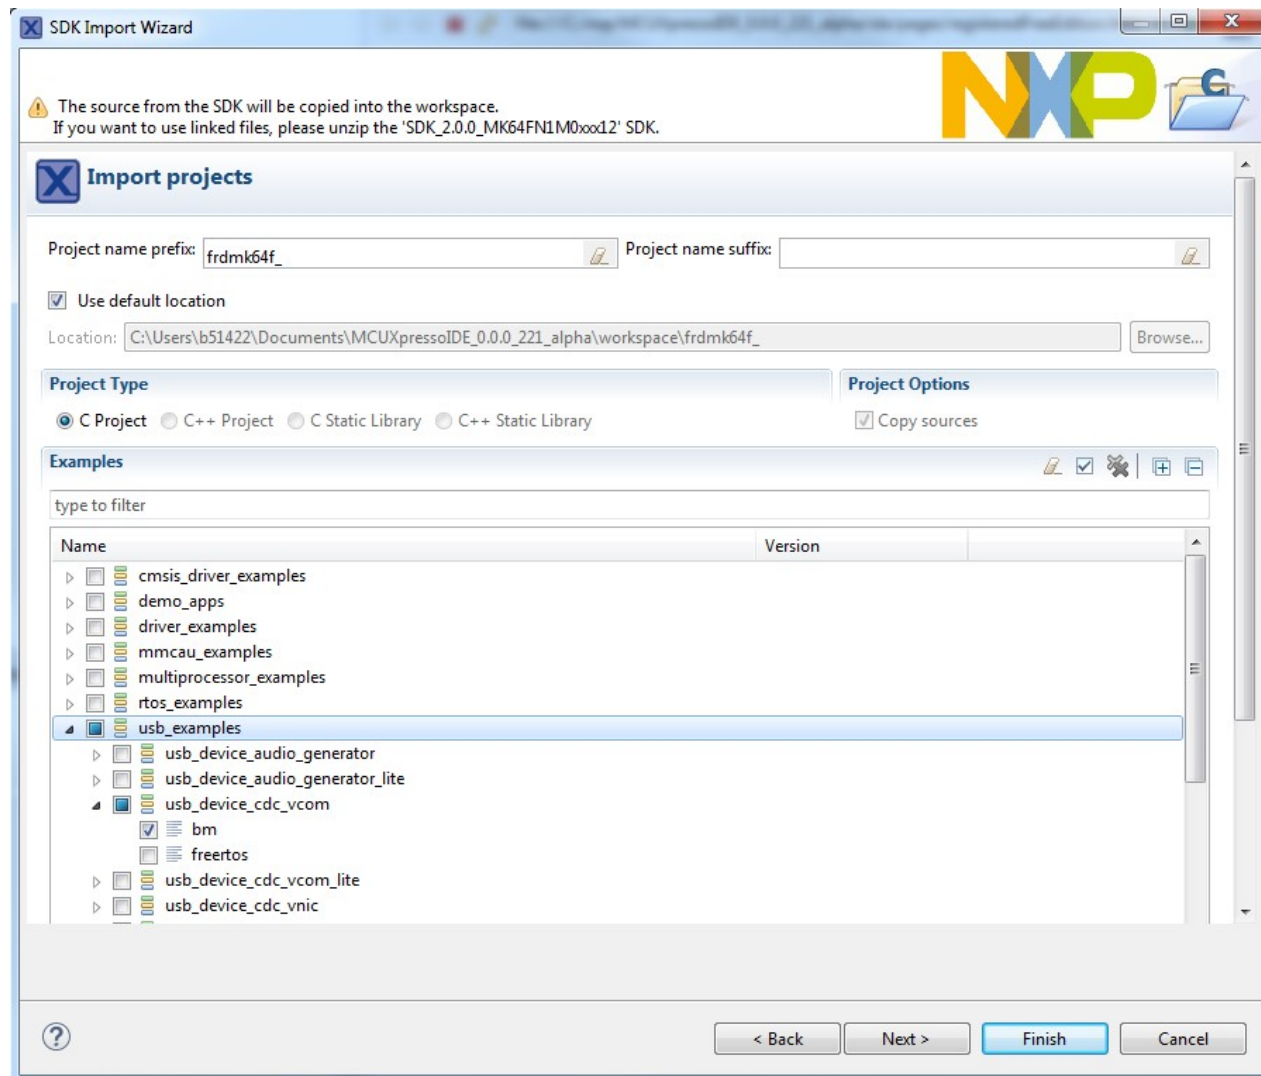 SDK Import Wizard
The source from the SDK will be copied into the workspace.
If you want to use linked files, please unzip the 'SDK_2.0.0_MK64FN1M0xxx12' SDK.
NXP
C
X Import projects
Project name prefix: frdmk64f_ Project name suffix:
Use default location
Location: C:\Users\b51422\Documents\MCUXpressoIDE_0.0.0_221_alpha\workspace\frdmk64f_ Browse...
Project Type Project Options
C Project C++ Project C Static Library C++ Static Library Copy sources
Examples
type to filter
Name Version
cmsis_driver_examples
demo_apps
driver_examples
mmcau_examples
multiprocessor_examples
rtos_examples
usb_examples
usb_device_audio_generator
usb_device_audio_generator_lite
usb_device_cdc_vcom
bm
freertos
usb_device_cdc_vcom_lite
usb_device_cdc_vnic
? < Back Next > Finish Cancel